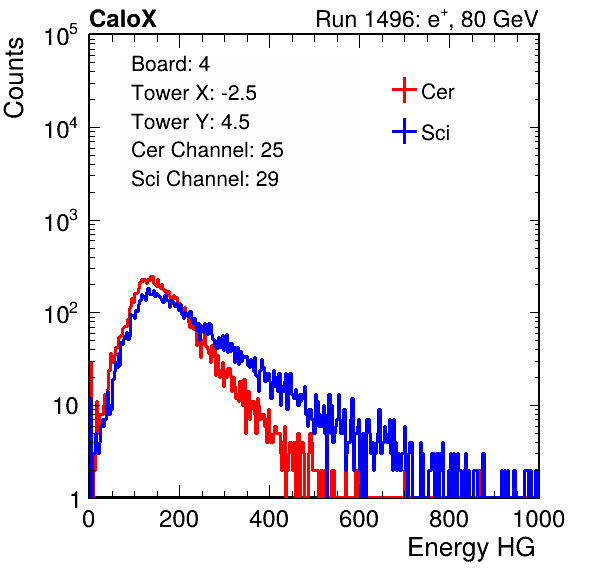 CaloX Run 1496: e⁺, 80 GeV
Counts
10⁵
10⁴
10³
10²
10
1
Board: 4
Tower X: -2.5
Tower Y: 4.5
Cer Channel: 25
Sci Channel: 29
Cer
Sci
0 200 400 600 800 1000
Energy HG